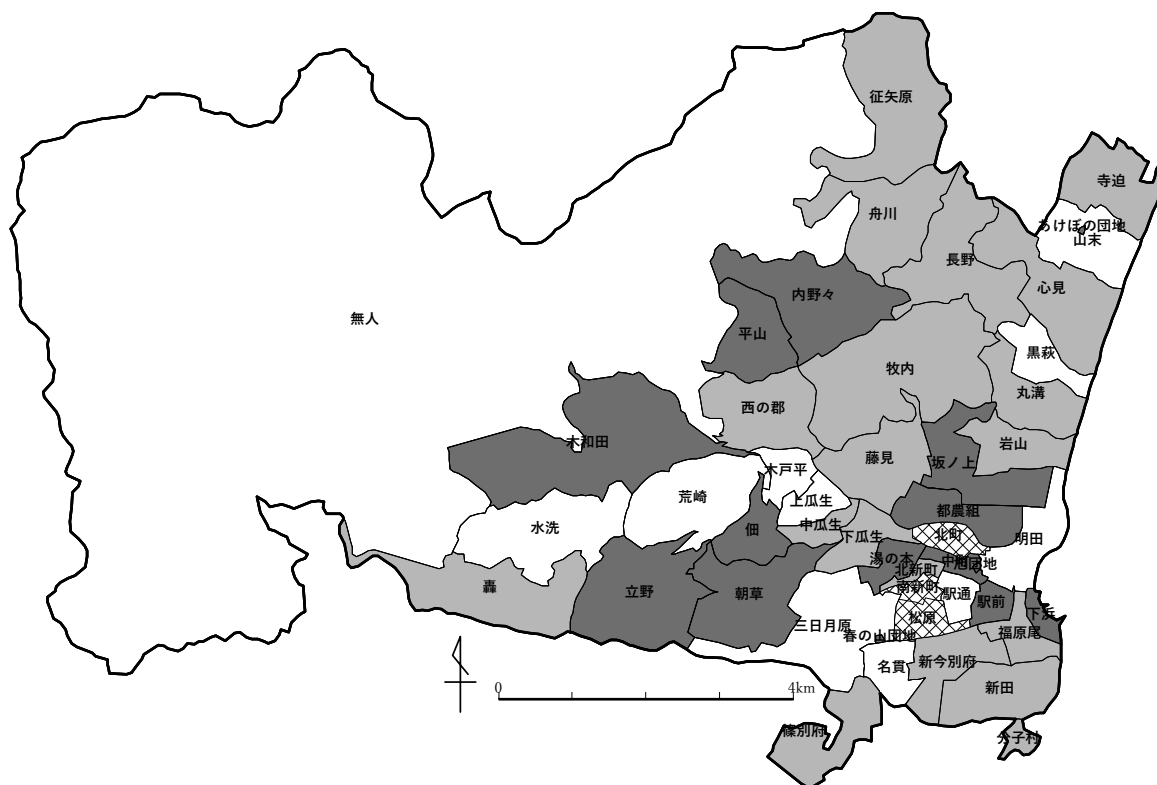 征矢原
寺迫
舟川
あけぼの団地
山末
長野
心見
内野々
無人
平山
黒萩
牧内
丸溝
西の郡
木和田
岩山
藤見
坂ノ上
木戸平
荒崎
上瓜生
都農組
水洗
佃
中瓜生
下瓜生
北町
明田
湯の本
中町
旭団地
北新町
轟
立野
朝草
南新町
駅通
駅前
下浜
松原
三日月原
春の山団地
福原尾
名貫
新今別府
新田
0
4km
篠別府
分子村